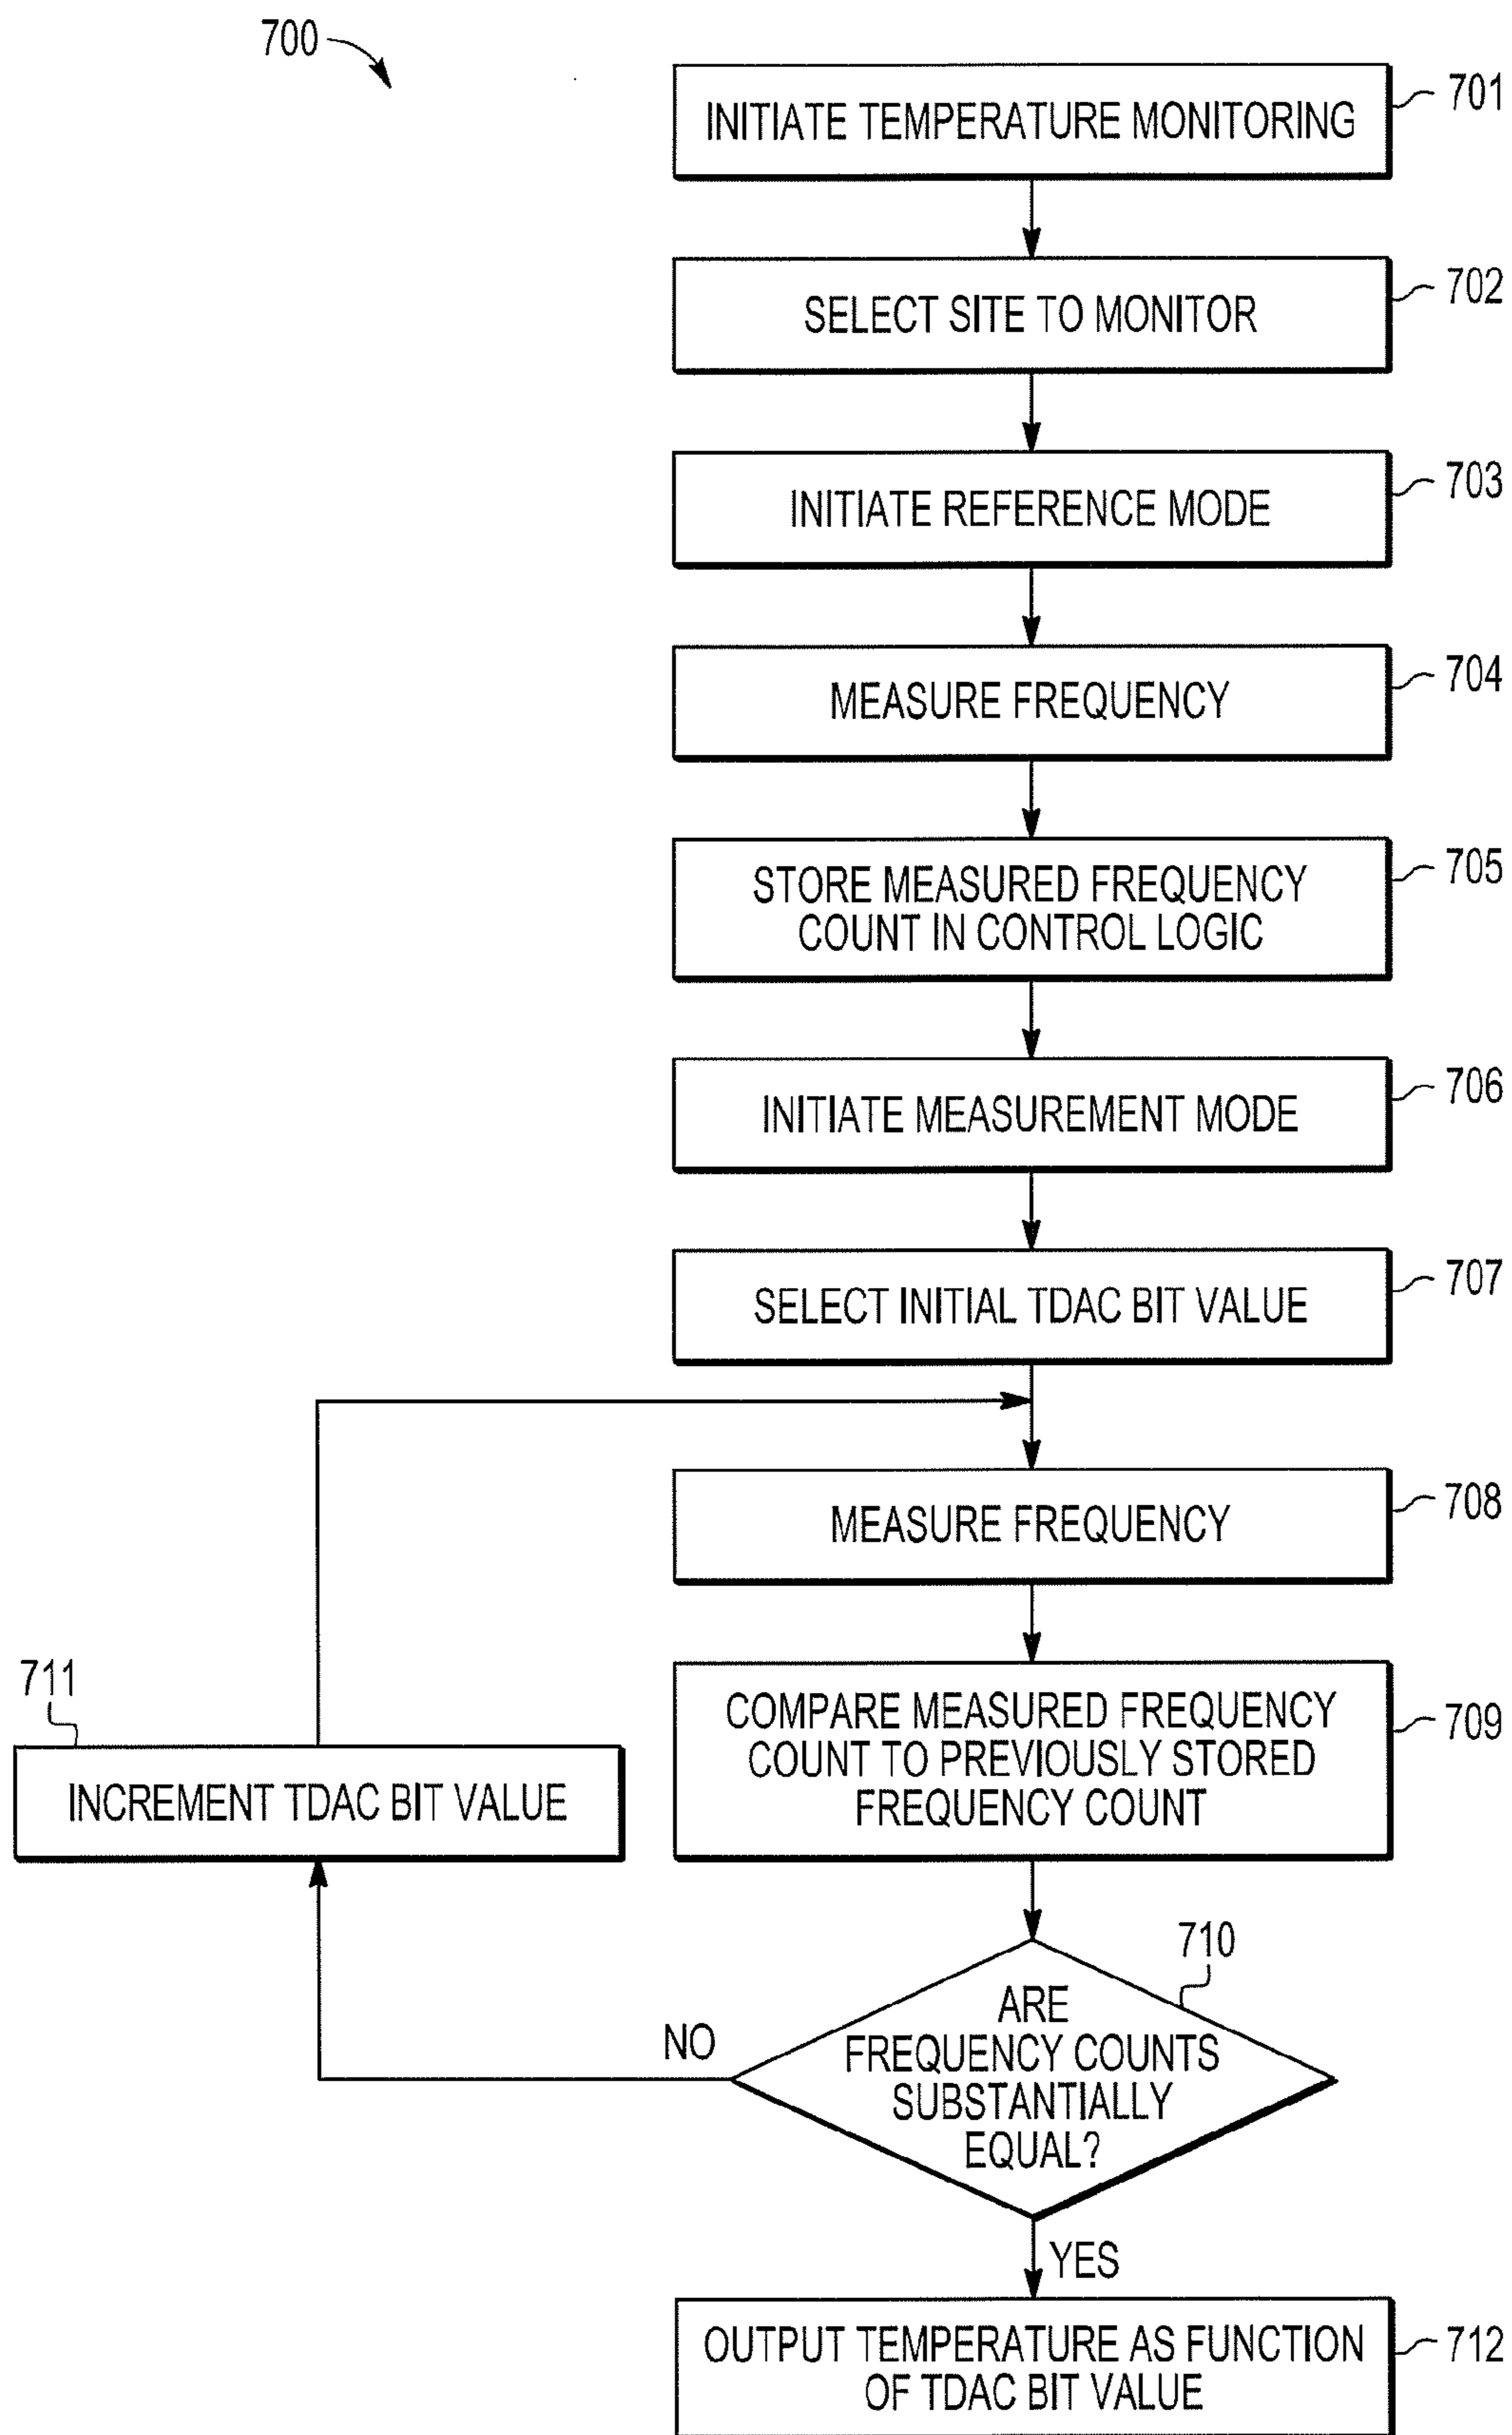 700
INITIATE TEMPERATURE MONITORING
701
SELECT SITE TO MONITOR
702
INITIATE REFERENCE MODE
703
MEASURE FREQUENCY
704
STORE MEASURED FREQUENCY
COUNT IN CONTROL LOGIC
705
INITIATE MEASUREMENT MODE
706
SELECT INITIAL TDAC BIT VALUE
707
MEASURE FREQUENCY
708
COMPARE MEASURED FREQUENCY
COUNT TO PREVIOUSLY STORED
FREQUENCY COUNT
709
711
INCREMENT TDAC BIT VALUE
710
ARE
FREQUENCY COUNTS
SUBSTANTIALLY
EQUAL?
NO
YES
OUTPUT TEMPERATURE AS FUNCTION
OF TDAC BIT VALUE
712